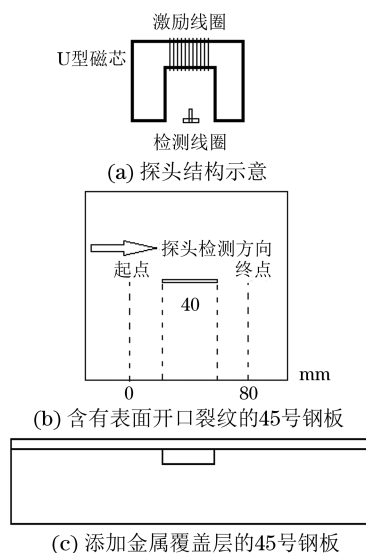 激励线圈
U型磁芯
检测线圈
(a) 探头结构示意
探头检测方向
起点 终点
40
mm
0 80
(b) 含有表面开口裂纹的45号钢板
(c) 添加金属覆盖层的45号钢板